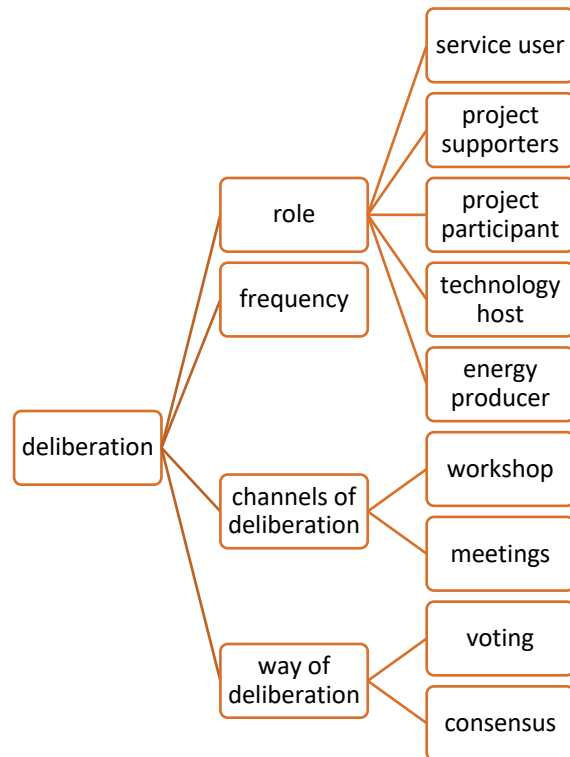 deliberation
role
service user
project
supporters
project
participant
technology
host
energy
producer
frequency
channels of
deliberation
workshop
meetings
way of
deliberation
voting
consensus